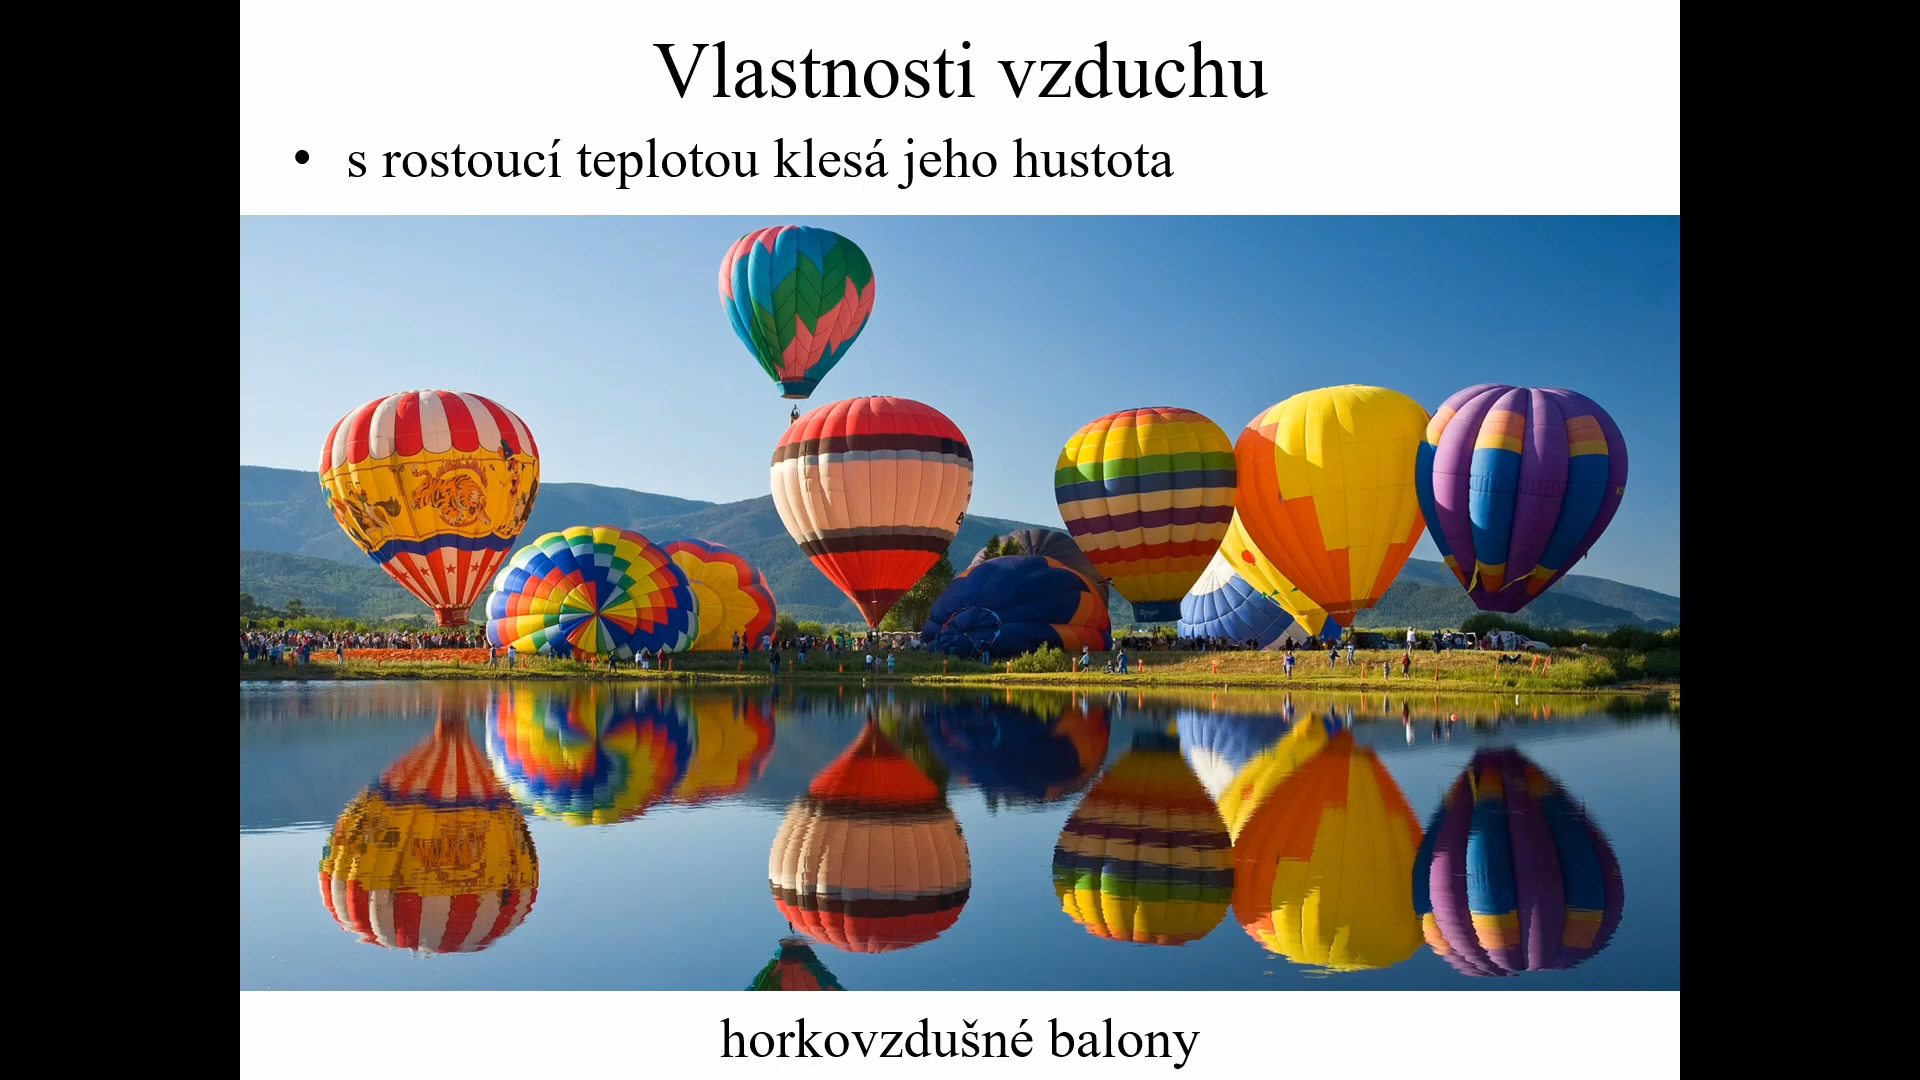 Vlastnosti vzduchu
• s rostoucí teplotou klesá jeho hustota
horkovzdušné balony